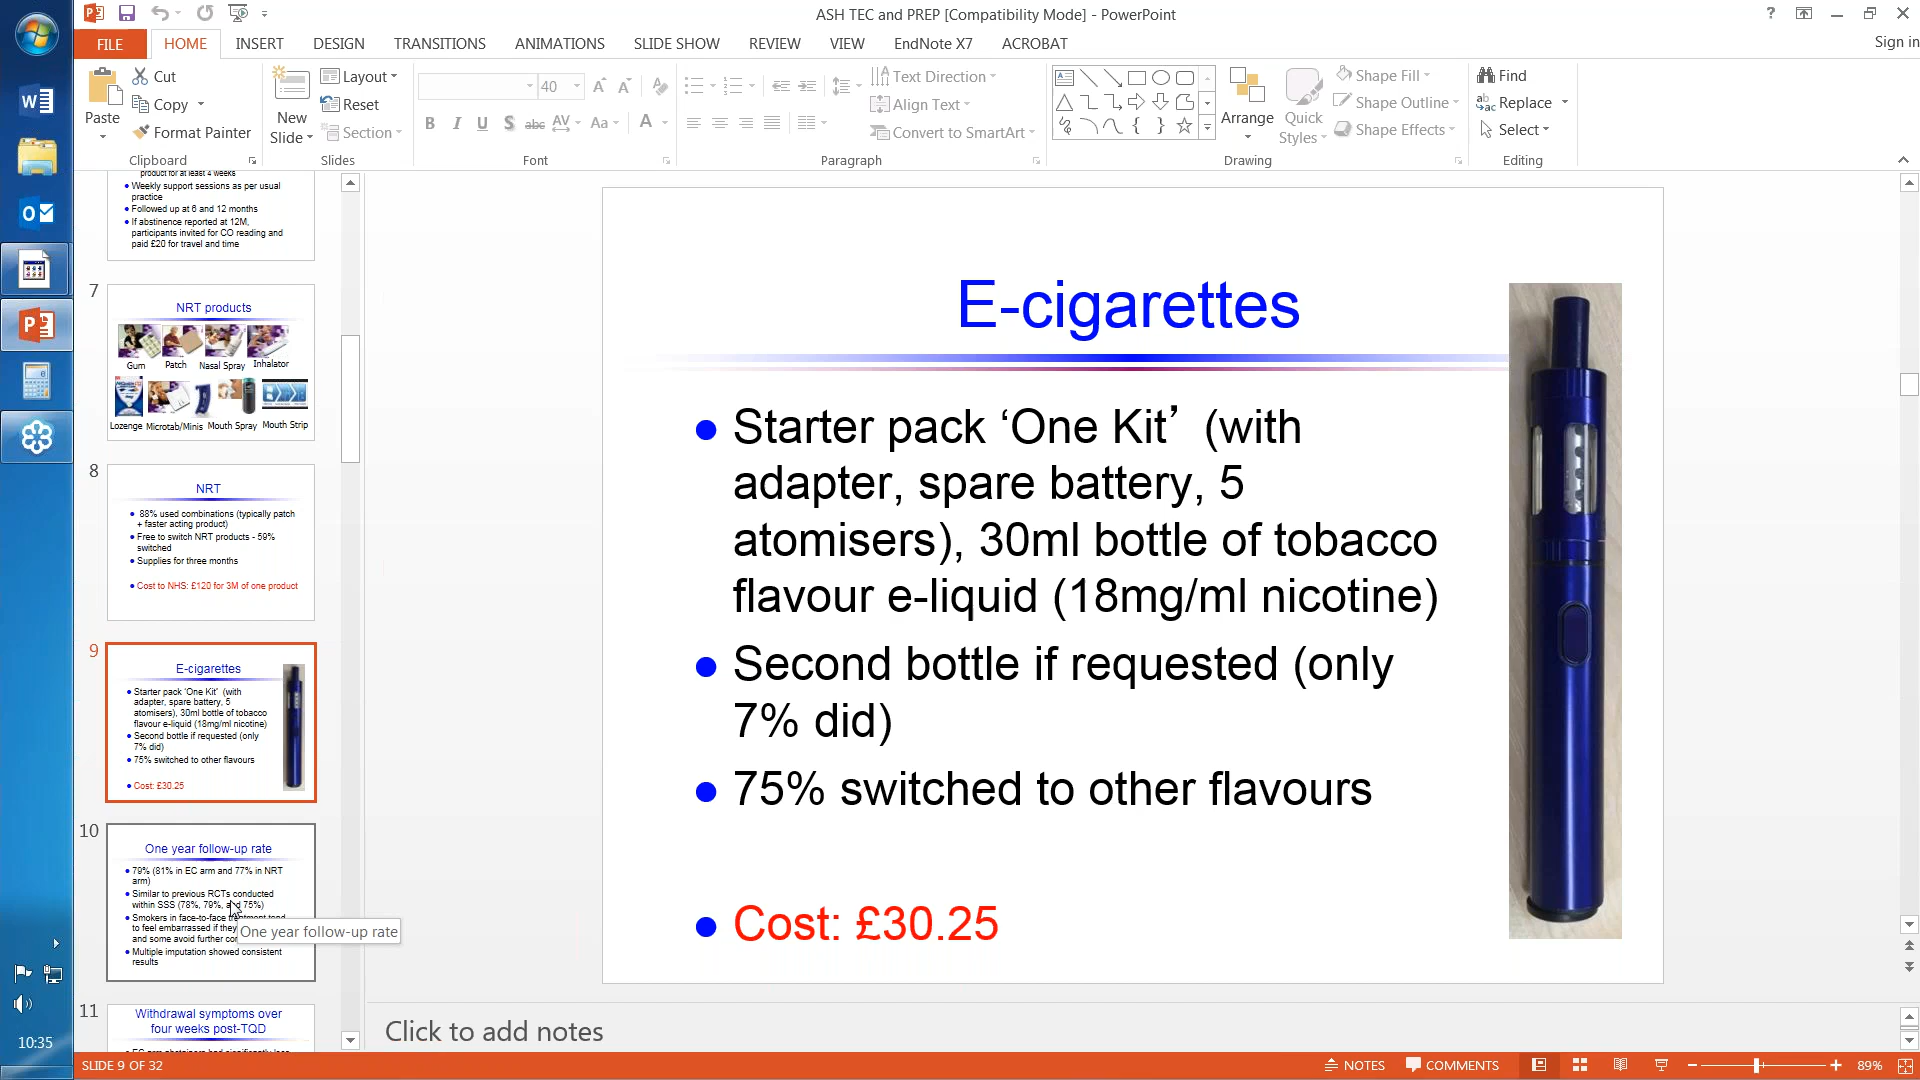 ASH TEC and PREP [Compatibility Mode] - PowerPoint
Sign in
FILE HOME INSERT DESIGN TRANSITIONS ANIMATIONS SLIDE SHOW REVIEW VIEW EndNote X7 ACROBAT
Paste
Cut
Copy
Format Painter
Clipboard
New
Slide
Layout
Reset
Section
Slides
40
Font
Text Direction
Align Text
Convert to SmartArt
Paragraph
Arrange
Quick
Styles
Shape Fill
Shape Outline
Shape Effects
Drawing
Find
Replace
Select
Editing
product for at least 4 weeks
Weekly support sessions as per usual
practice
Followed up at 6 and 12 months
If abstinence reported at 12M,
participants invited for CO reading and
paid £20 for travel and time
7
NRT products
Gum Patch Nasal Spray Inhalator
Lozenge Microtab/Minis Mouth Spray Mouth Strip
8
NRT
88% used combinations (typically patch
+ faster acting product)
Free to switch NRT products - 59%
switched
Supplies for three months
Cost to NHS: £120 for 3M of one product
9
E-cigarettes
Starter pack ‘One Kit’ (with
adapter, spare battery, 5
atomisers), 30ml bottle of tobacco
flavour e-liquid (18mg/ml nicotine)
Second bottle if requested (only
7% did)
75% switched to other flavours
Cost: £30.25
10
One year follow-up rate
79% (81% in EC arm and 77% in NRT
arm)
Similar to previous RCTs conducted
within SSS (78%, 79%, and 75%)
Smokers in face-to-face treatment tend
to feel embarrassed if they
and some avoid further
One year follow-up rate
Multiple imputation showed consistent
results
11
Withdrawal symptoms over
four weeks post-TQD
E-cigarettes
Starter pack ‘One Kit’ (with
adapter, spare battery, 5
atomisers), 30ml bottle of tobacco
flavour e-liquid (18mg/ml nicotine)
Second bottle if requested (only
7% did)
75% switched to other flavours
Cost: £30.25
Click to add notes
10:35
SLIDE 9 OF 32
NOTES COMMENTS 89%